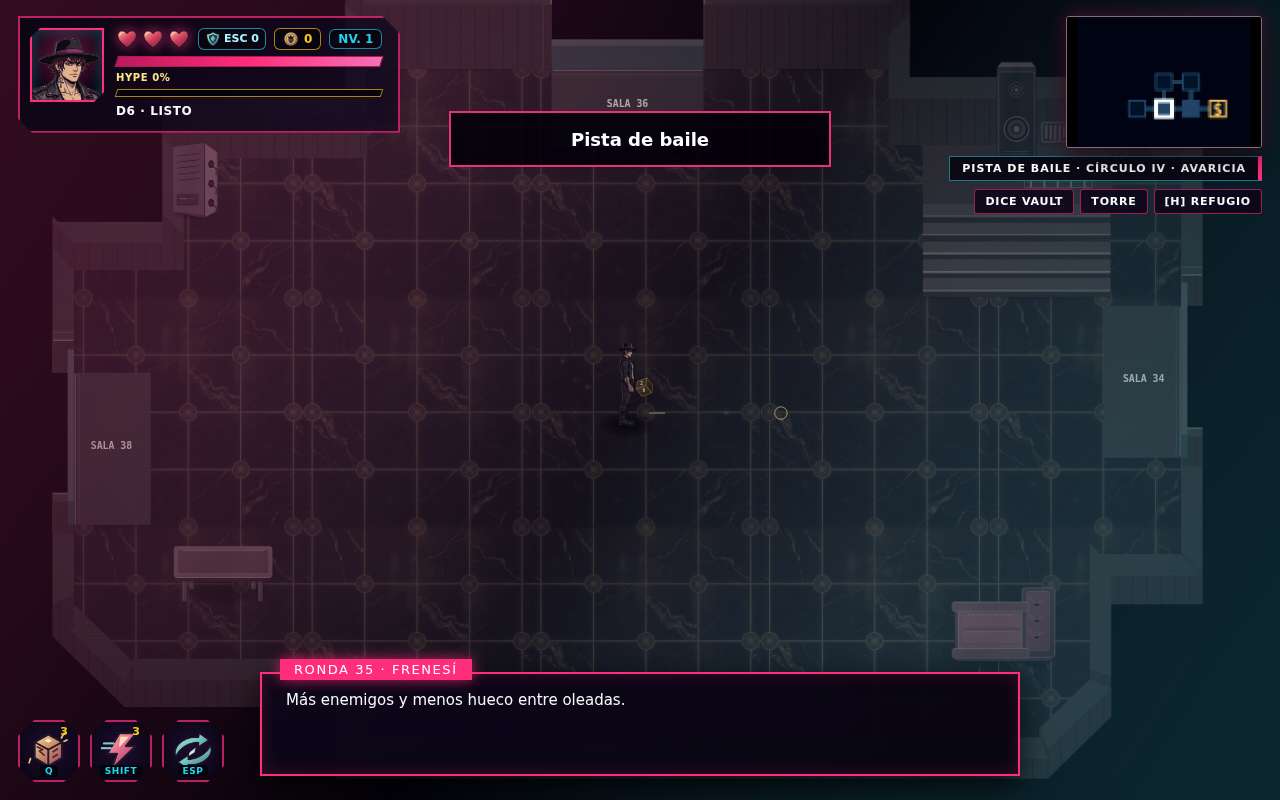 ESC 0
0
NV. 1
HYPE 0%
D6 · LISTO
SALA 36
Pista de baile
$
PISTA DE BAILE · CÍRCULO IV · AVARICIA
DICE VAULT
TORRE
[H] REFUGIO
SALA 34
SALA 38
RONDA 35 · FRENESÍ
Más enemigos y menos hueco entre oleadas.
3
Q
3
SHIFT
ESP